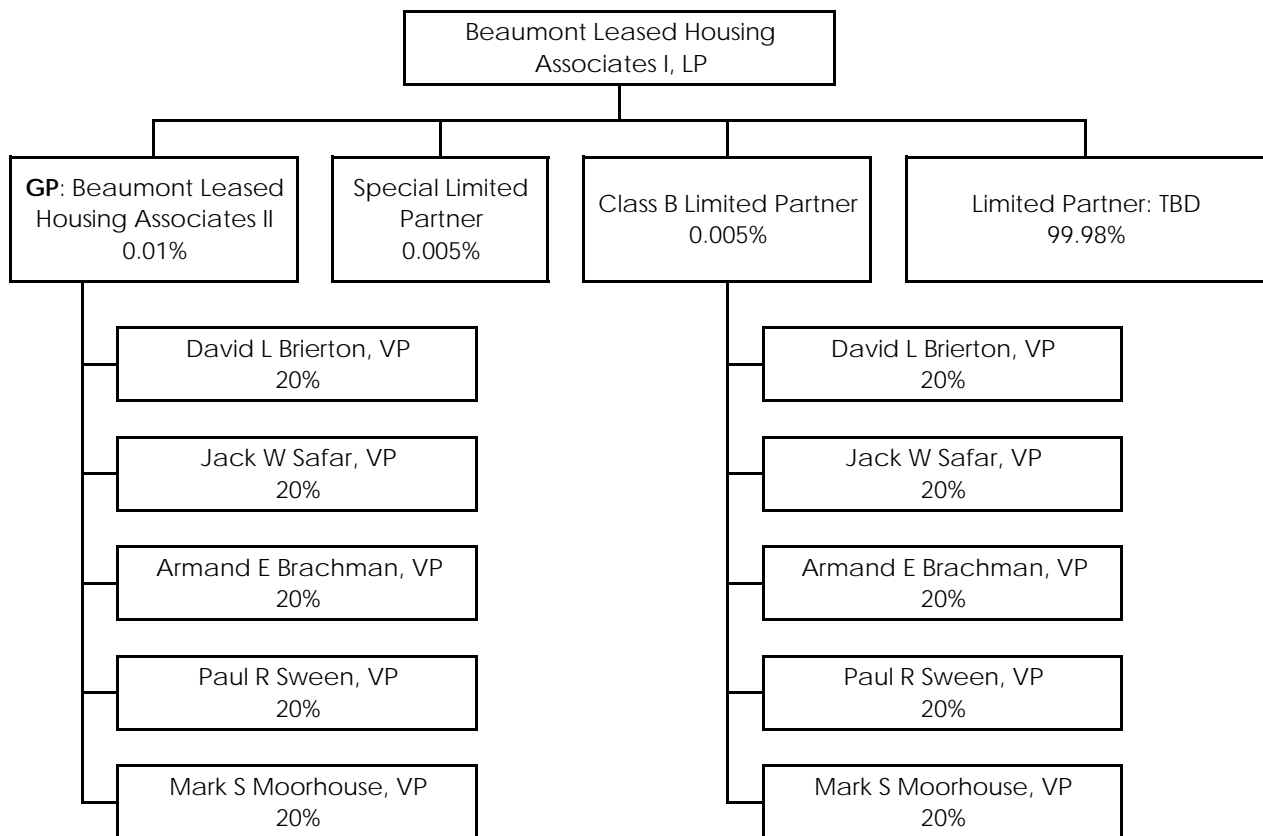 Beaumont Leased Housing
Associates I, LP
GP: Beaumont Leased
Housing Associates II
0.01%
Special Limited
Partner
0.005%
Class B Limited Partner
0.005%
Limited Partner: TBD
99.98%
David L Brierton, VP
20%
Jack W Safar, VP
20%
Armand E Brachman, VP
20%
Paul R Sween, VP
20%
Mark S Moorhouse, VP
20%
David L Brierton, VP
20%
Jack W Safar, VP
20%
Armand E Brachman, VP
20%
Paul R Sween, VP
20%
Mark S Moorhouse, VP
20%